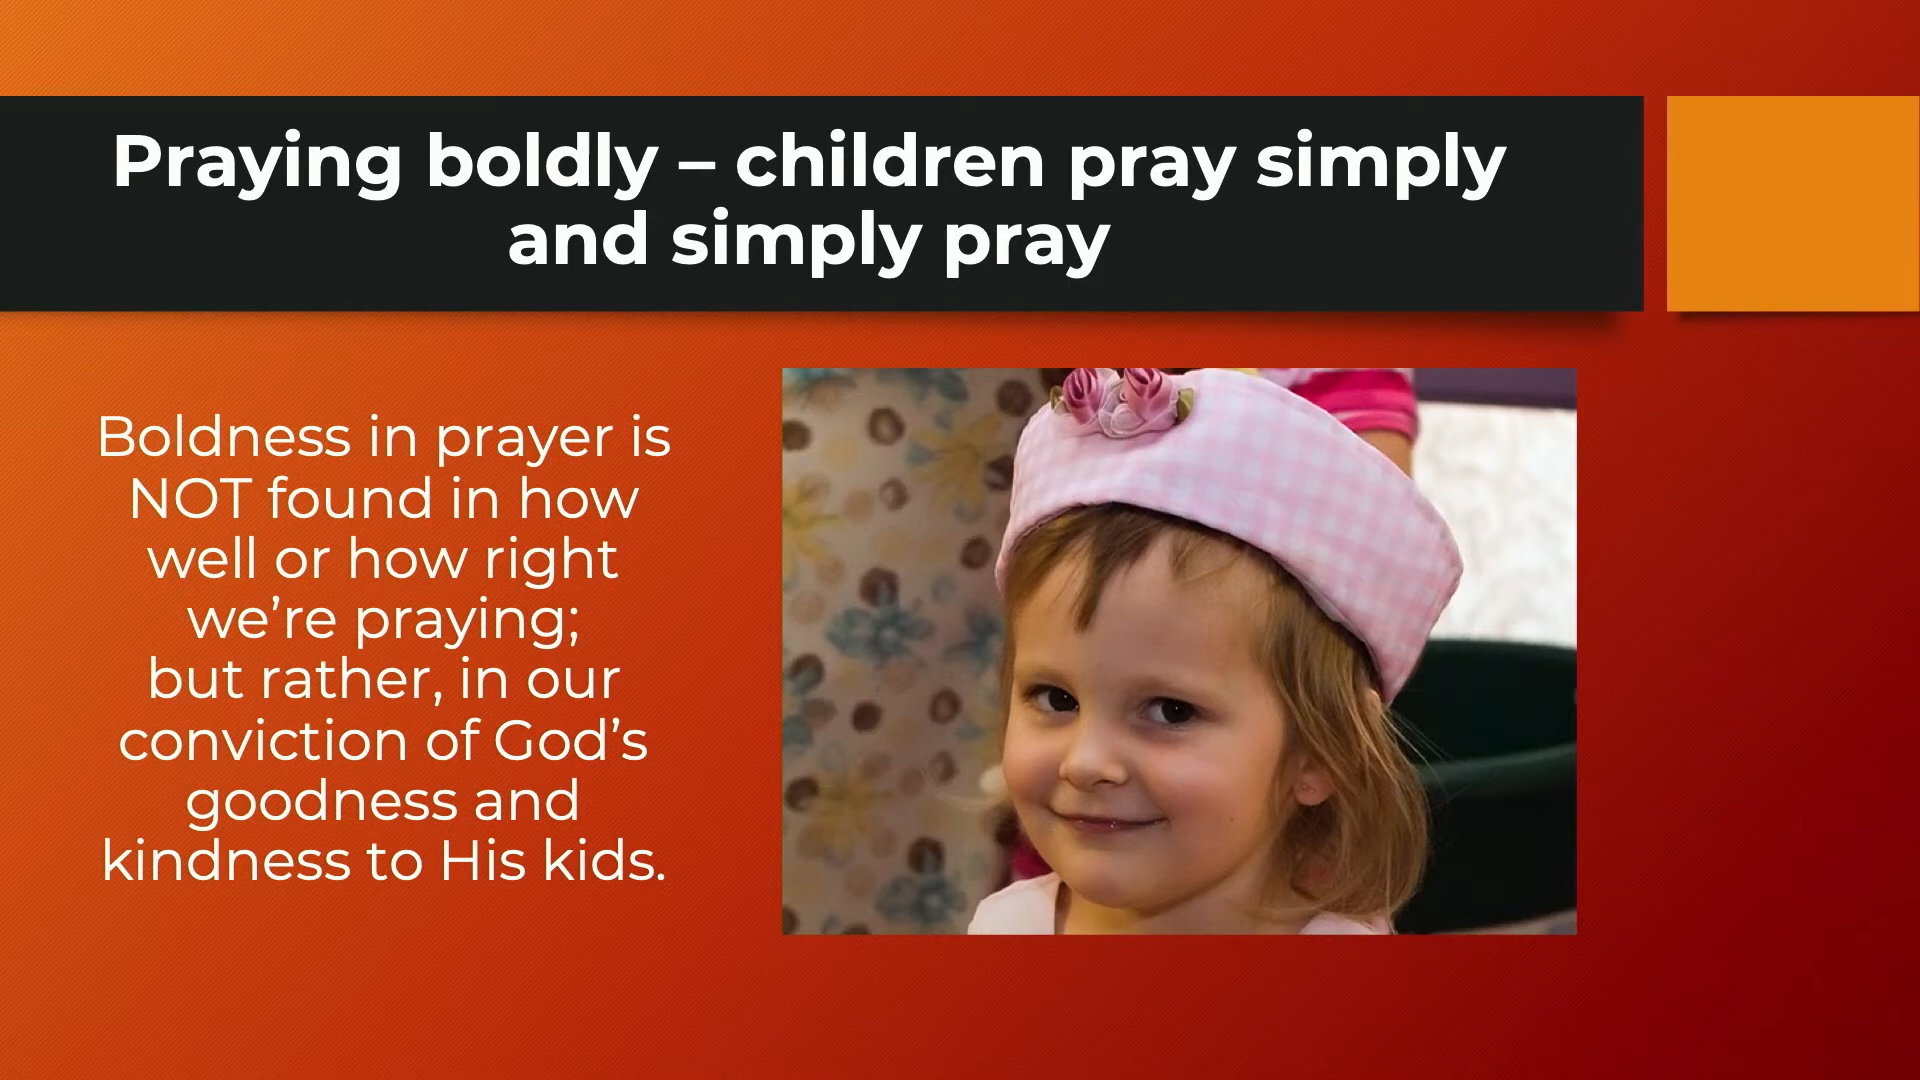 Praying boldly – children pray simply
and simply pray
Boldness in prayer is
NOT found in how
well or how right
we’re praying;
but rather, in our
conviction of God’s
goodness and
kindness to His kids.